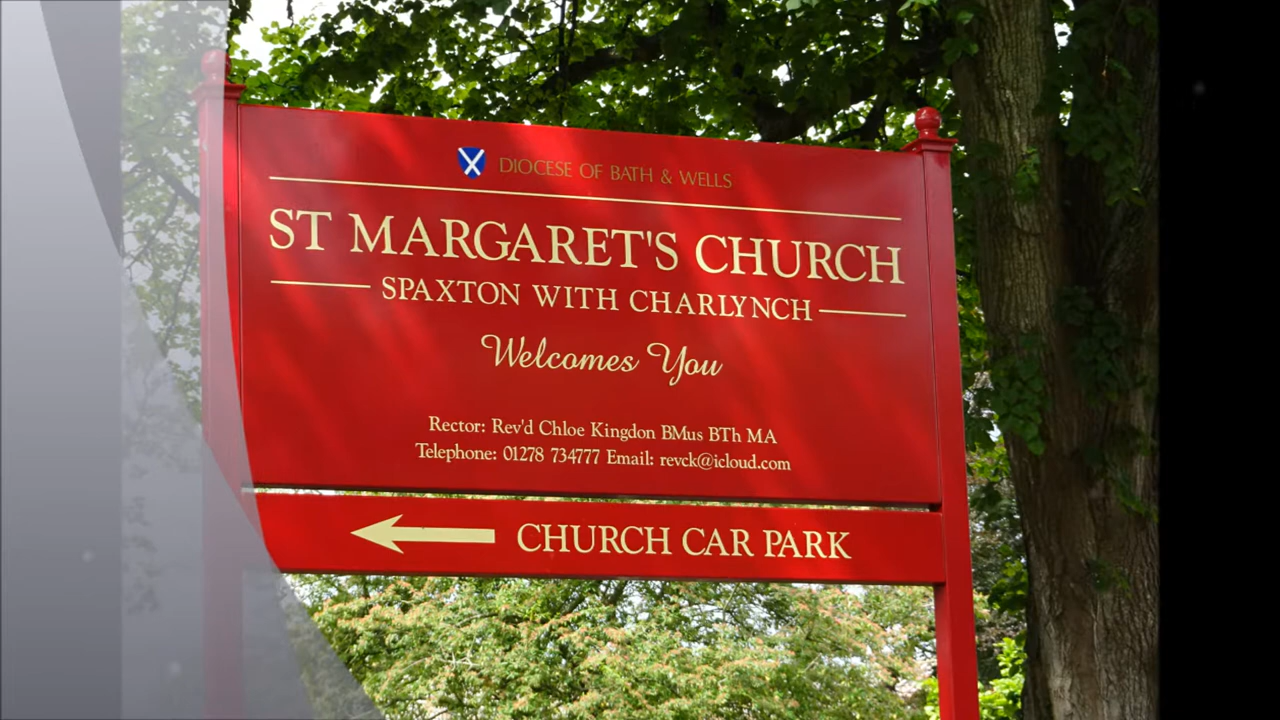 DIOCESE OF BATH & WELLS
ST MARGARET'S CHURCH
SPAXTON WITH CHARLYNCH
Welcomes You
Rector: Rev'd Chloe Kingdon BMus BTh MA
Telephone: 01278 734777 Email: revck@icloud.com
CHURCH CAR PARK